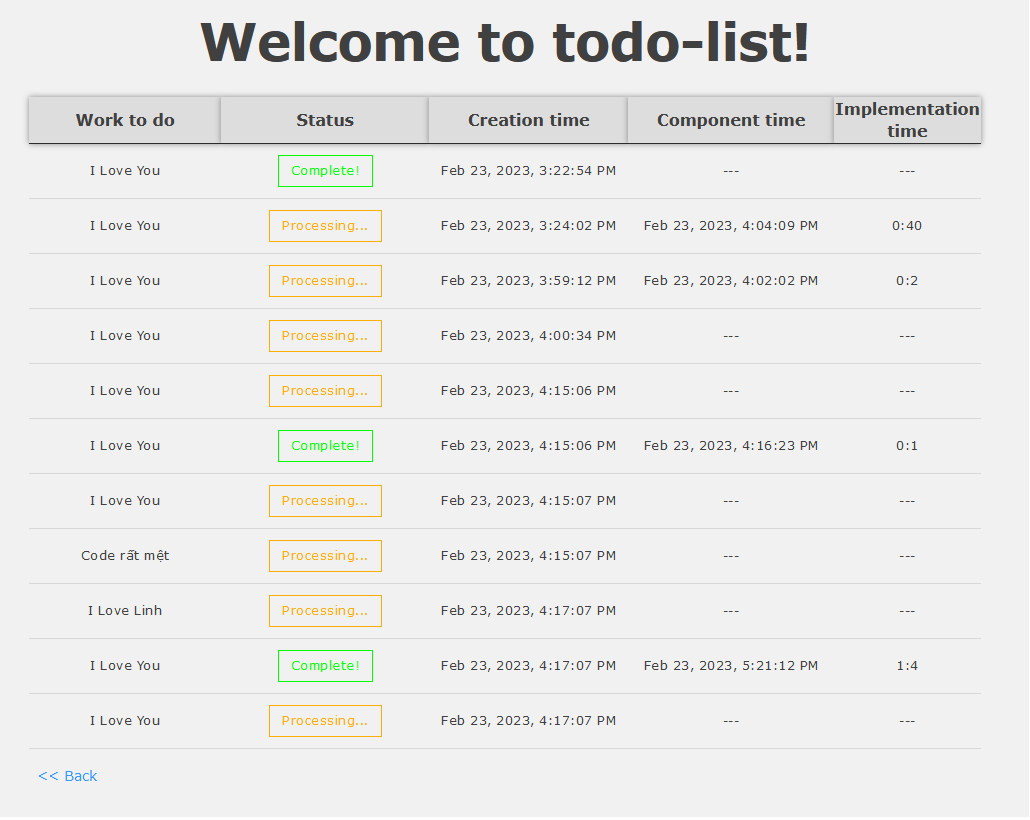 Welcome to todo-list!
Work to do Status Creation time Component time Implementation time
I Love You Complete! Feb 23, 2023, 3:22:54 PM --- ---
I Love You Processing... Feb 23, 2023, 3:24:02 PM Feb 23, 2023, 4:04:09 PM 0:40
I Love You Processing... Feb 23, 2023, 3:59:12 PM Feb 23, 2023, 4:02:02 PM 0:2
I Love You Processing... Feb 23, 2023, 4:00:34 PM --- ---
I Love You Processing... Feb 23, 2023, 4:15:06 PM --- ---
I Love You Complete! Feb 23, 2023, 4:15:06 PM Feb 23, 2023, 4:16:23 PM 0:1
I Love You Processing... Feb 23, 2023, 4:15:07 PM --- ---
Code rất mệt Processing... Feb 23, 2023, 4:15:07 PM --- ---
I Love Linh Processing... Feb 23, 2023, 4:17:07 PM --- ---
I Love You Complete! Feb 23, 2023, 4:17:07 PM Feb 23, 2023, 5:21:12 PM 1:4
I Love You Processing... Feb 23, 2023, 4:17:07 PM --- ---
<< Back